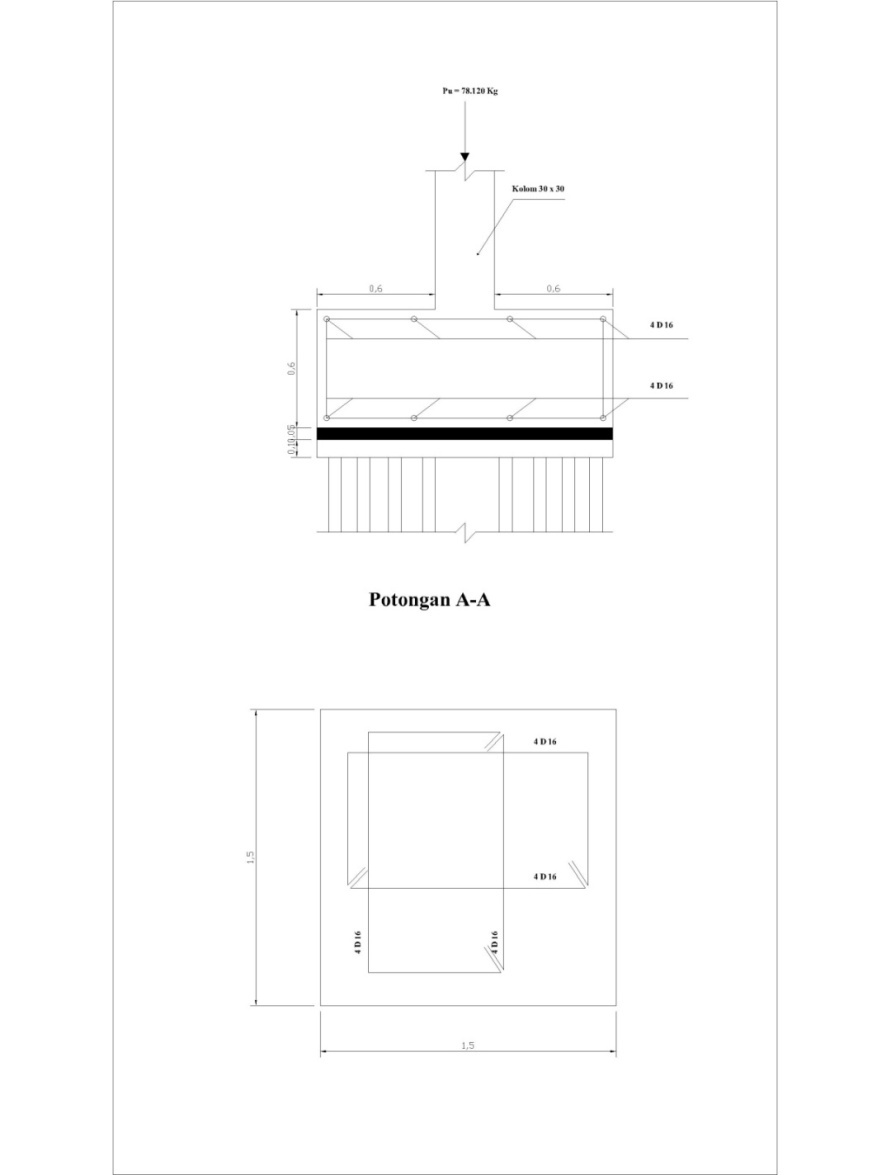 Pu = 78.120 Kg
Kolom 30 x 30
0,6
0,6
4 D 16
0,6
4 D 16
0,05
0,1
Potongan A-A
4 D 16
1,5
4 D 16
4 D 16
4 D 16
1,5